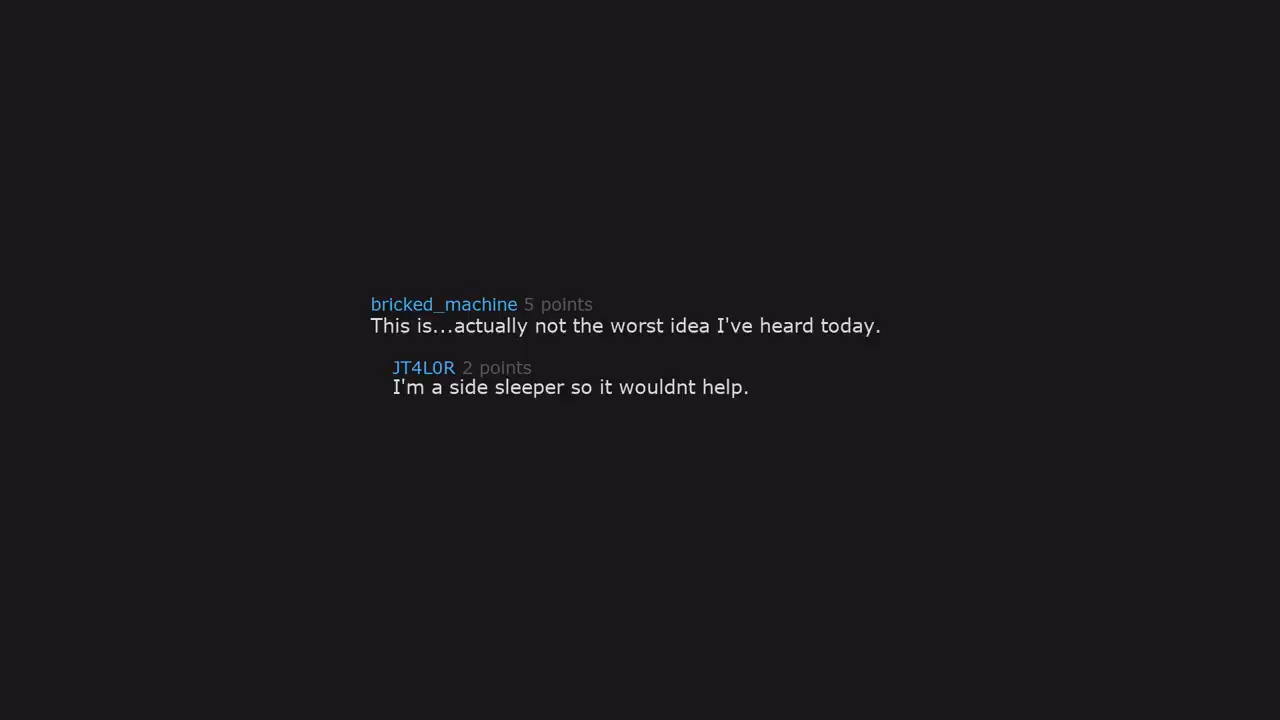 bricked_machine 5 points
This is...actually not the worst idea I've heard today.
JT4L0R 2 points
I'm a side sleeper so it wouldnt help.